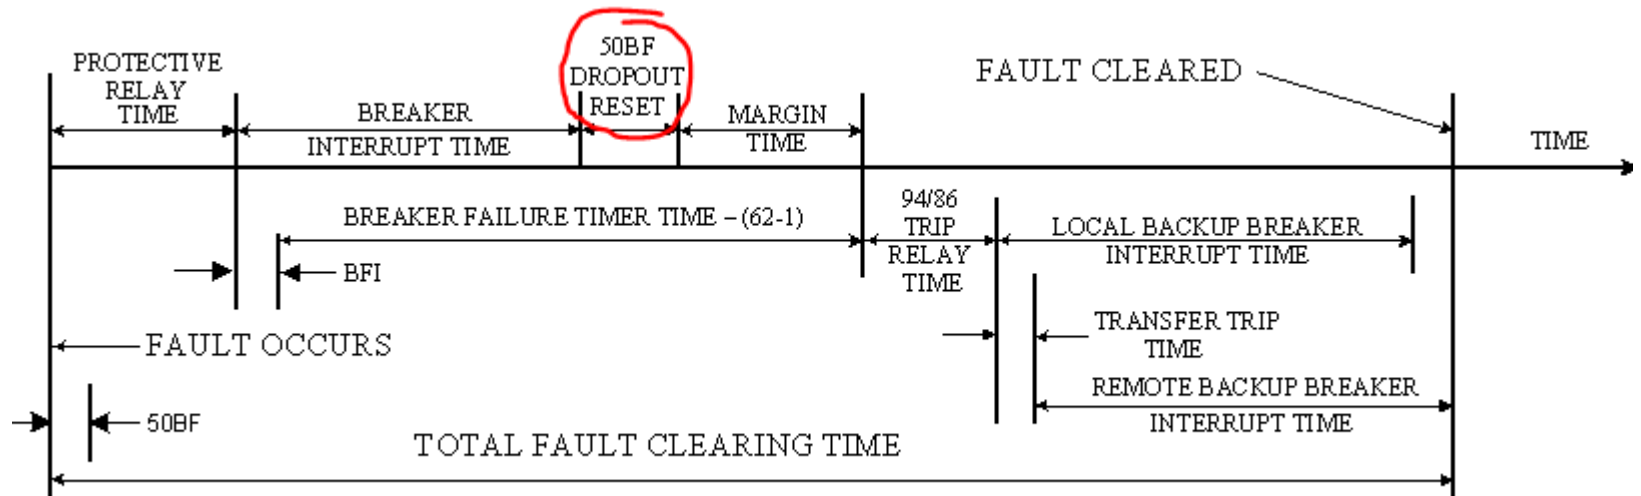 PROTECTIVE
RELAY
TIME
BREAKER
INTERRUPT TIME
50BF
DROPOUT
RESET
MARGIN
TIME
FAULT CLEARED
TIME
BREAKER FAILURE TIMER TIME – (62-1)
94/86
TRIP
RELAY
TIME
LOCAL BACKUP BREAKER
INTERRUPT TIME
BFI
FAULT OCCURS
TRANSFER TRIP
TIME
REMOTE BACKUP BREAKER
INTERRUPT TIME
50BF
TOTAL FAULT CLEARING TIME